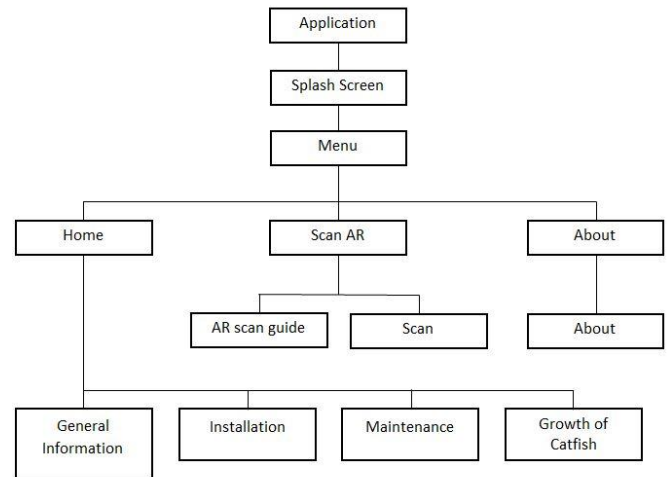 Application
Splash Screen
Menu
Home
Scan AR
About
AR scan guide
Scan
About
General
Information
Installation
Maintenance
Growth of
Catfish